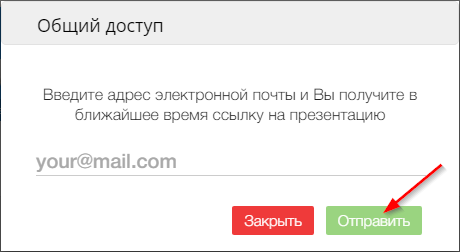 Общий доступ
Введите адрес электронной почты и Вы получите в
ближайшее время ссылку на презентацию
your@mail.com
Закрыть Отправить